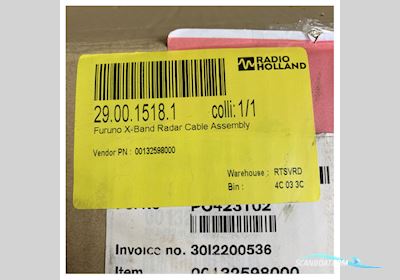 RADIO
HOLLAND
29.00.1518.1 colli: 1/1
Furuno X-Band Radar Cable Assembly
Vendor PN : 00132598000
Warehouse : RTSVRD
Bin : 4C 03 3C
PO423102
Invoice no. 30I2200536
Item 00132598000